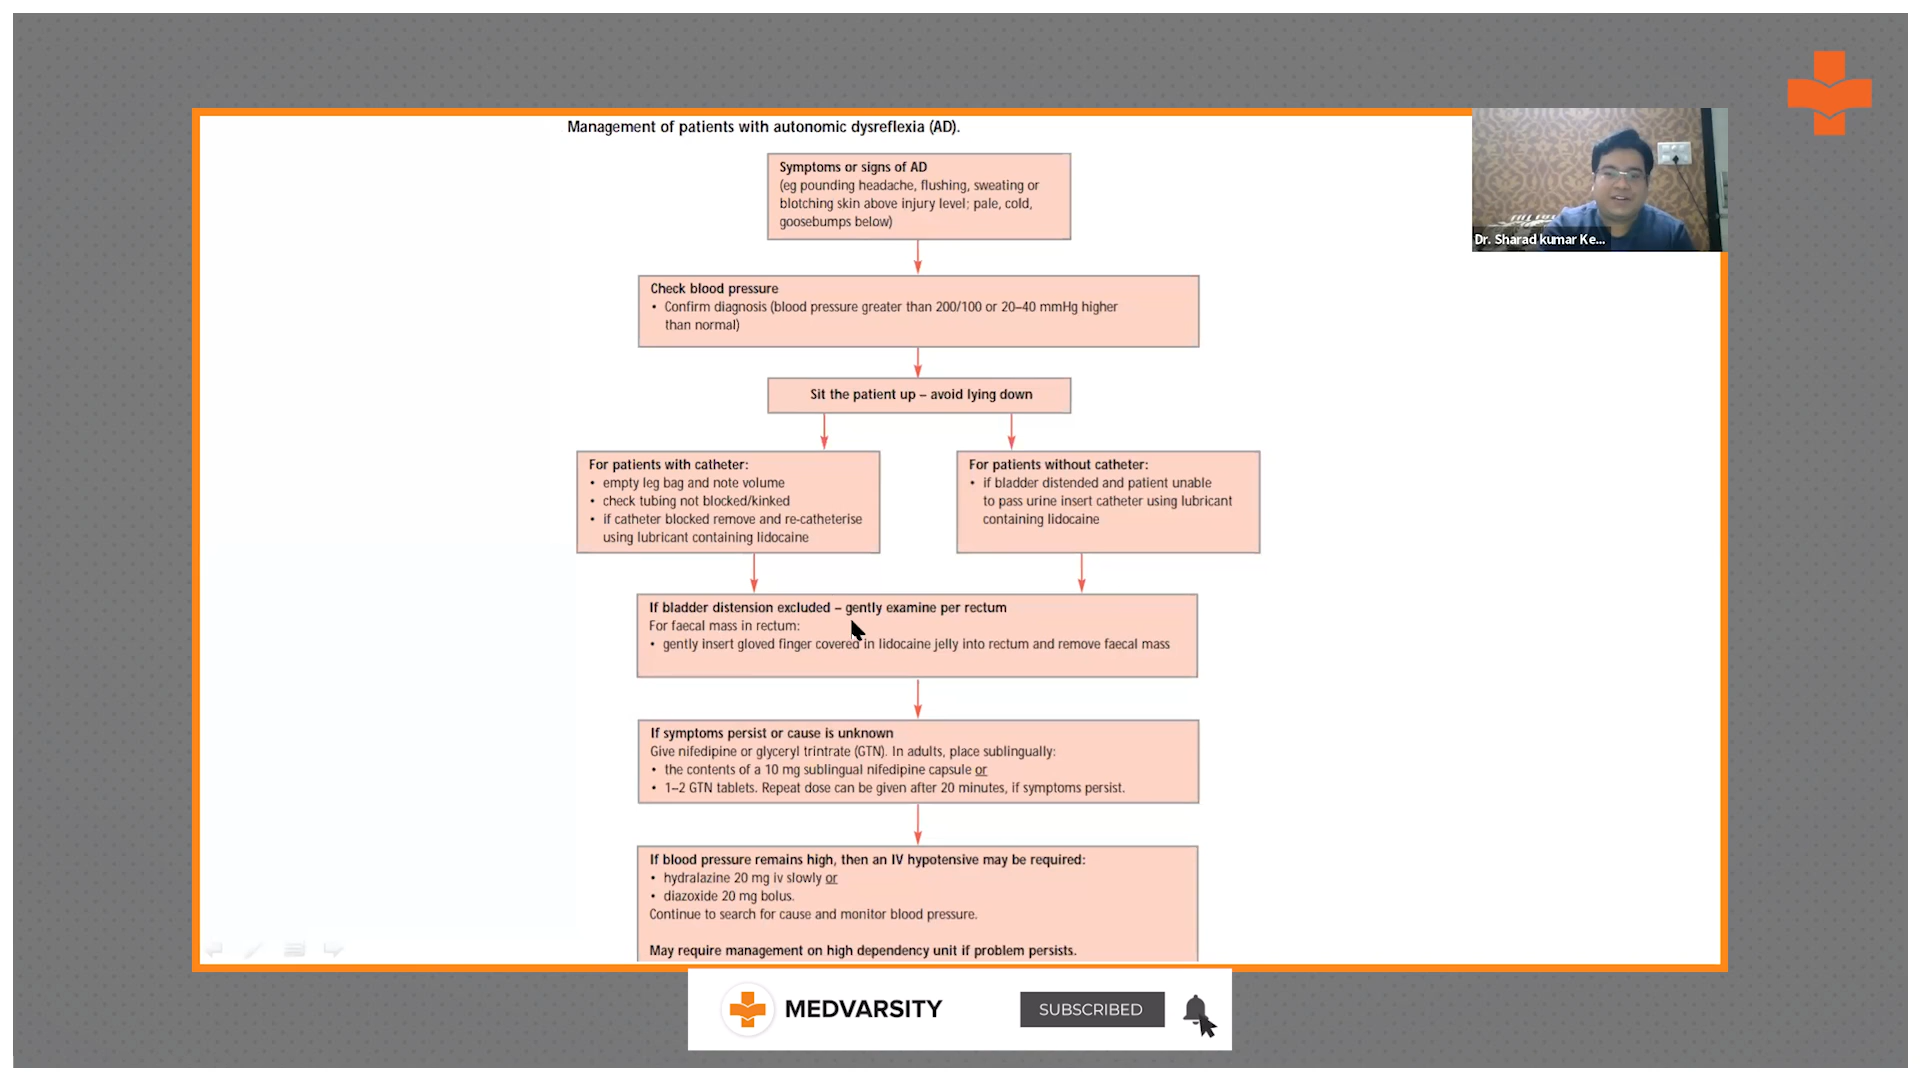 Management of patients with autonomic dysreflexia (AD).
Symptoms or signs of AD
(eg pounding headache, flushing, sweating or
blotching skin above injury level; pale, cold,
goosebumps below)
Check blood pressure
• Confirm diagnosis (blood pressure greater than 200/100 or 20–40 mmHg higher
than normal)
Sit the patient up – avoid lying down
For patients with catheter:
• empty leg bag and note volume
• check tubing not blocked/kinked
• if catheter blocked remove and re-catheterise
using lubricant containing lidocaine
For patients without catheter:
• if bladder distended and patient unable
to pass urine insert catheter using lubricant
containing lidocaine
If bladder distension excluded – gently examine per rectum
For faecal mass in rectum:
• gently insert gloved finger covered in lidocaine jelly into rectum and remove faecal mass
If symptoms persist or cause is unknown
Give nifedipine or glyceryl trintrate (GTN). In adults, place sublingually:
• the contents of a 10 mg sublingual nifedipine capsule or
• 1–2 GTN tablets. Repeat dose can be given after 20 minutes, if symptoms persist.
If blood pressure remains high, then an IV hypotensive may be required:
• hydralazine 20 mg iv slowly or
• diazoxide 20 mg bolus.
Continue to search for cause and monitor blood pressure.
May require management on high dependency unit if problem persists.
Dr. Sharad kumar Ke...
MEDVARSITY
SUBSCRIBED